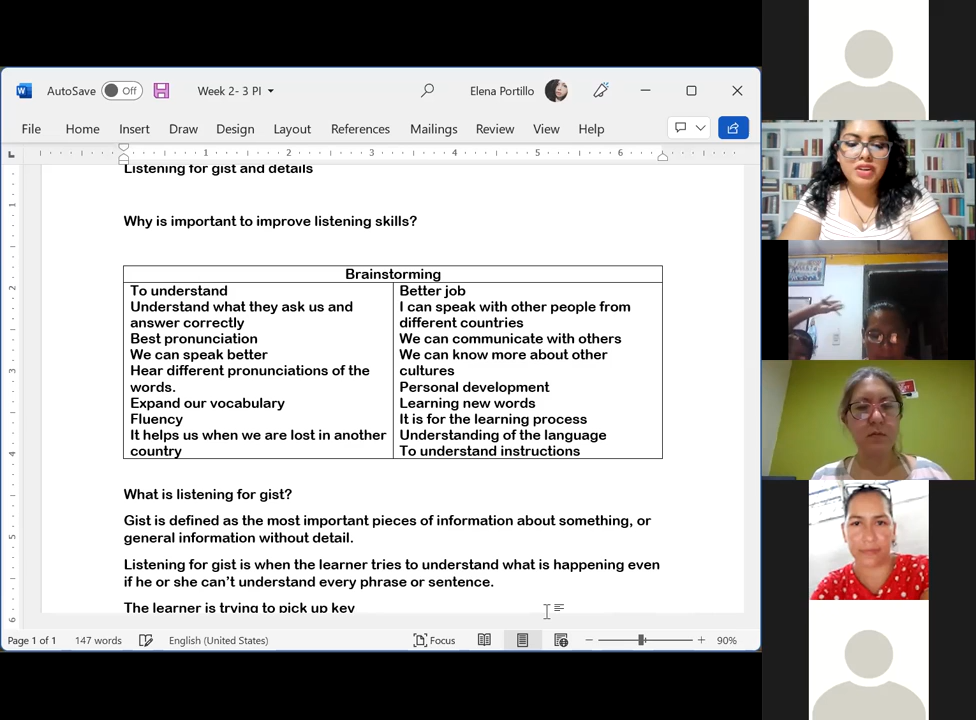 AutoSave Off Week 2- 3 PI Elena Portillo
File Home Insert Draw Design Layout References Mailings Review View Help
1 2 3 4 5 6
Listening for gist and details
Why is important to improve listening skills?
Brainstorming
To understand
Understand what they ask us and
answer correctly
Best pronunciation
We can speak better
Hear different pronunciations of the
words.
Expand our vocabulary
Fluency
It helps us when we are lost in another
country
Better job
I can speak with other people from
different countries
We can communicate with others
We can know more about other
cultures
Personal development
Learning new words
It is for the learning process
Understanding of the language
To understand instructions
What is listening for gist?
Gist is defined as the most important pieces of information about something, or
general information without detail.
Listening for gist is when the learner tries to understand what is happening even
if he or she can’t understand every phrase or sentence.
The learner is trying to pick up key
Page 1 of 1 147 words English (United States) Focus 90%